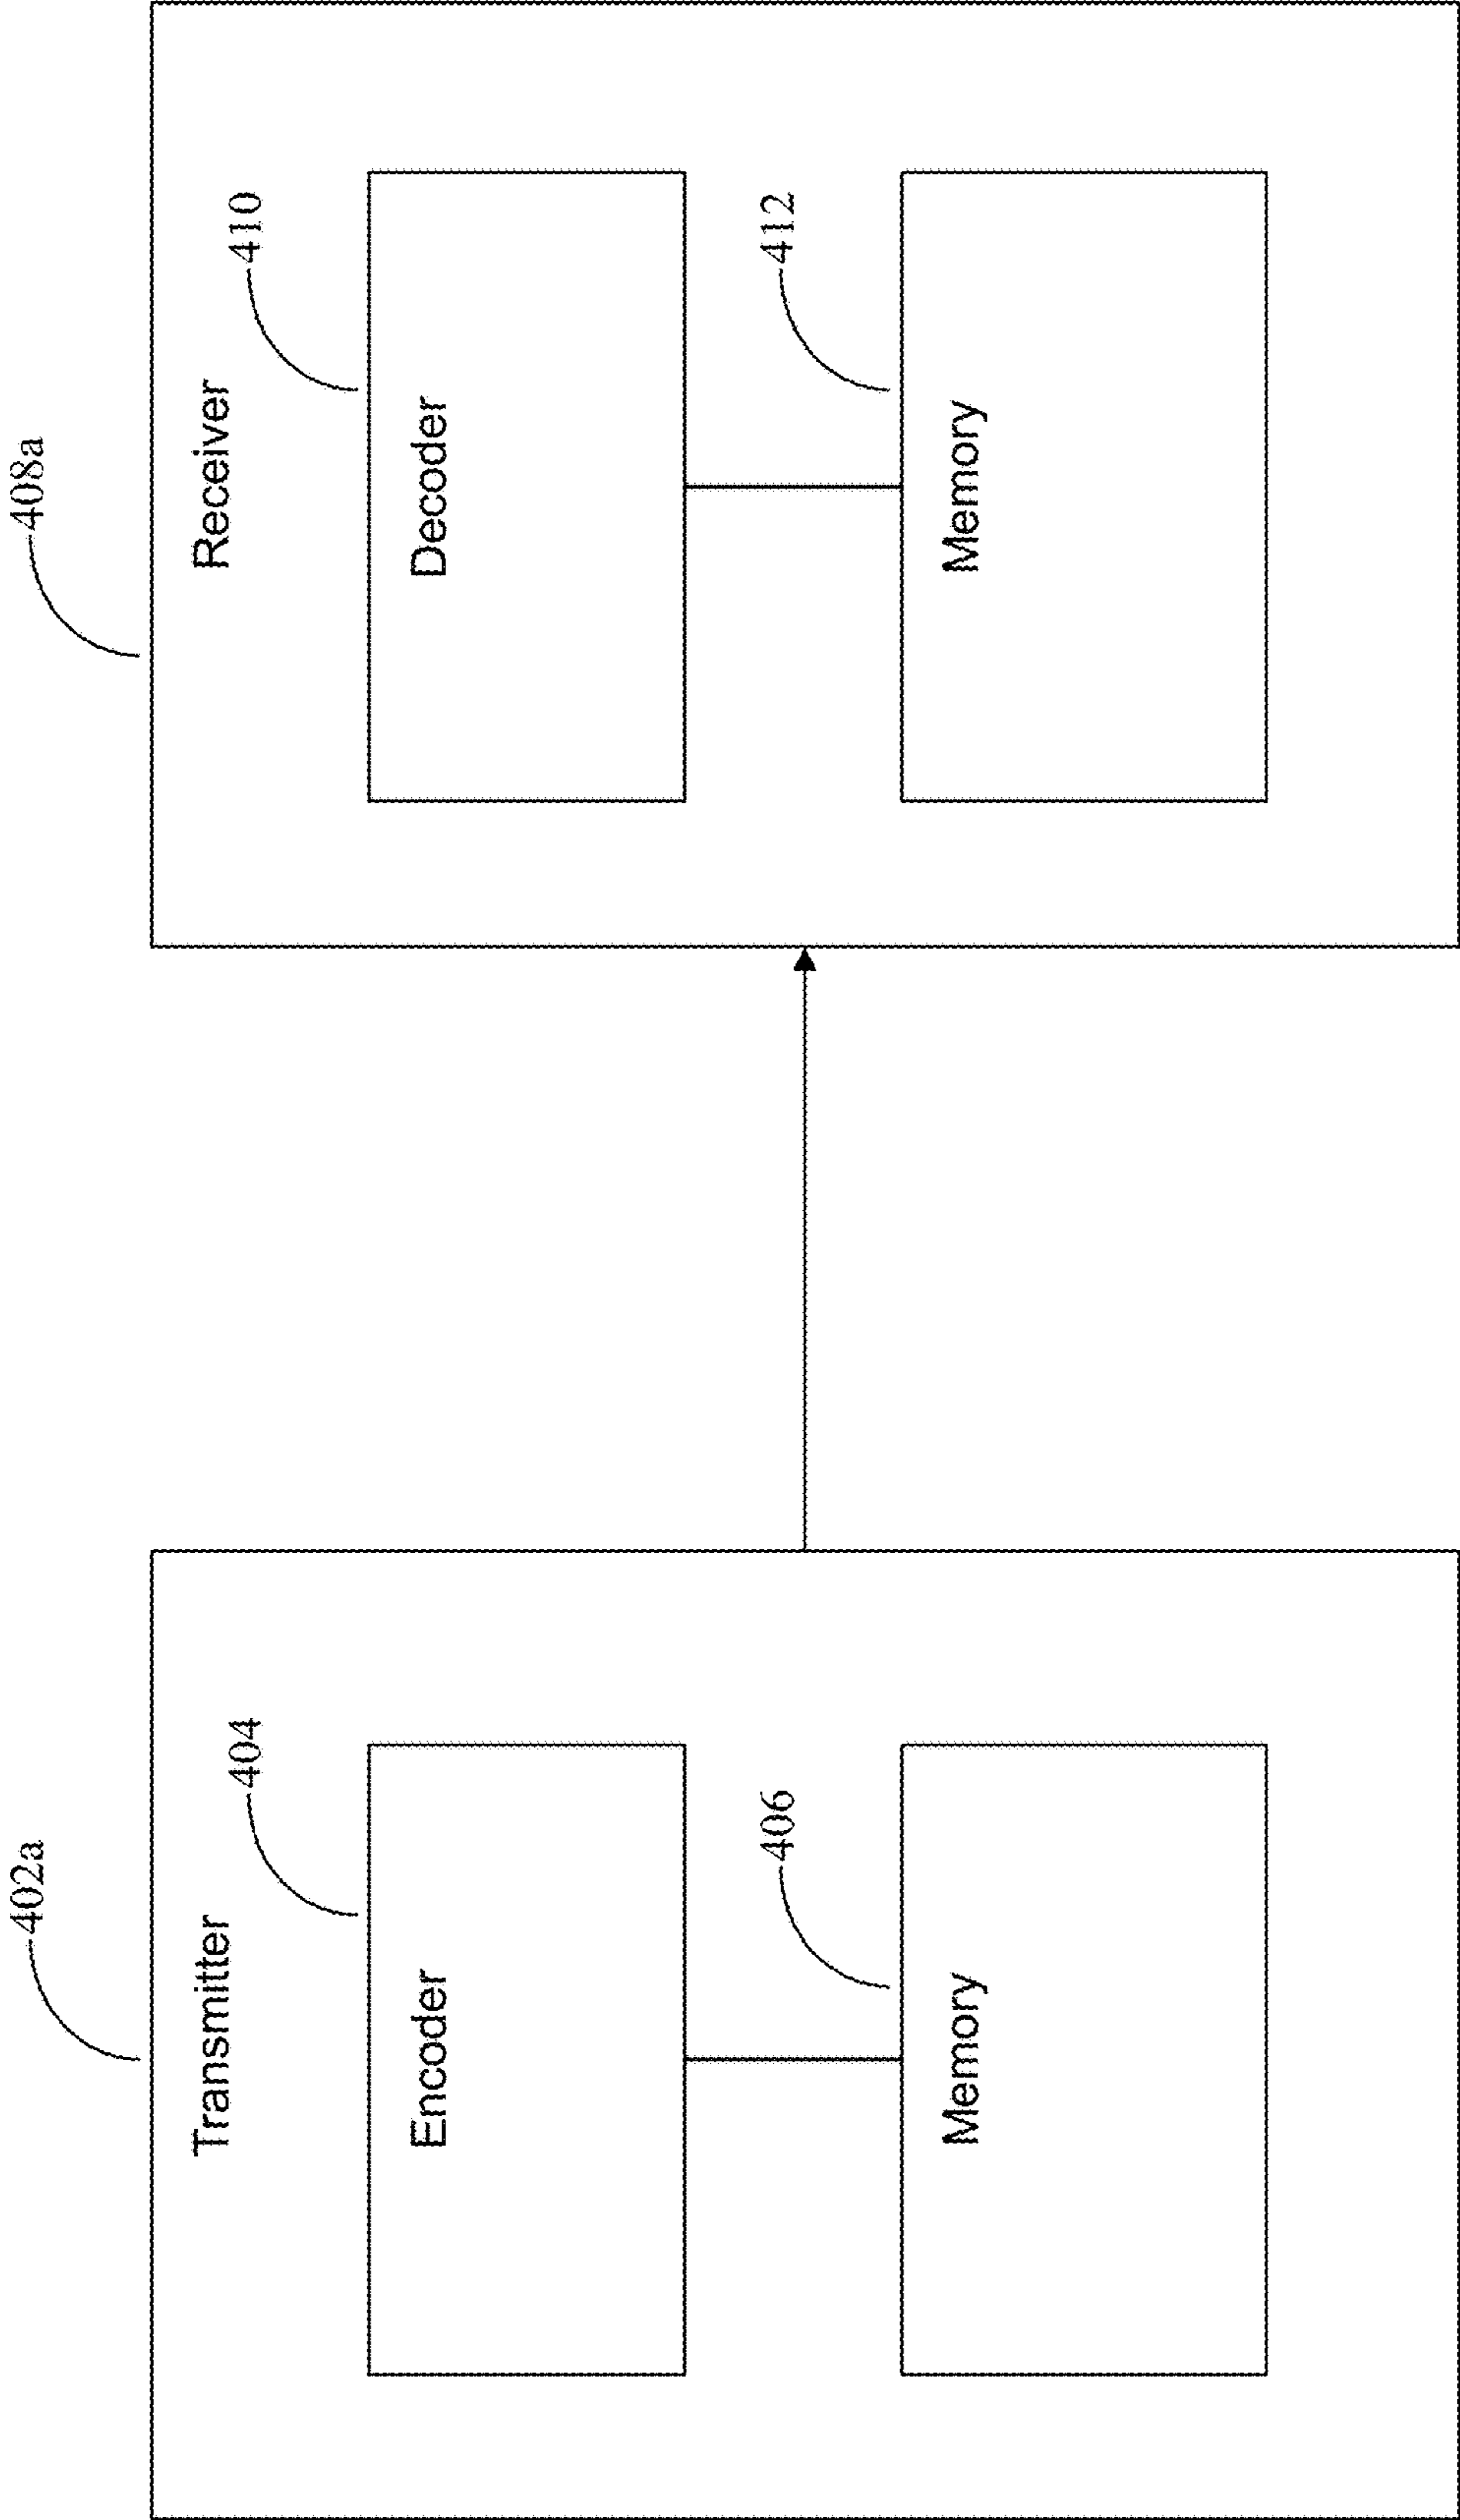 402a
Transmitter
404
Encoder
406
Memory
408a
Receiver
410
Decoder
412
Memory